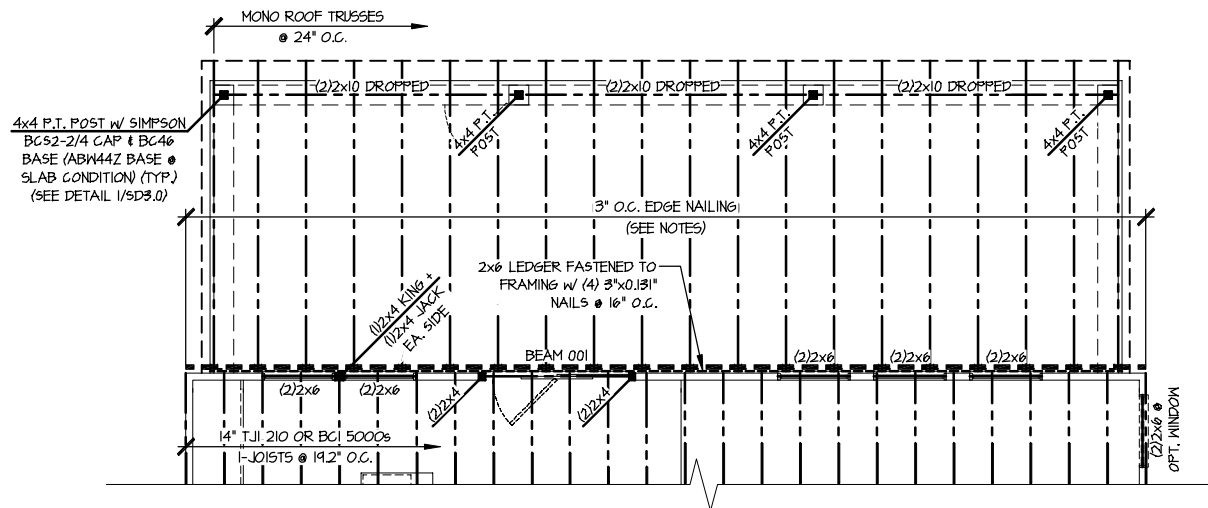 MONO ROOF TRUSSES
@ 24" O.C.
(2)2x10 DROPPED
(2)2x10 DROPPED
(2)2x10 DROPPED
4x4 P.T. POST W/ SIMPSON
BCS2-2/4 CAP & BC46
BASE (ABW44Z BASE @
SLAB CONDITION) (TYP.)
(SEE DETAIL 1/SD3.0)
4x4 P.T.
POST
4x4 P.T.
POST
4x4 P.T.
POST
3" O.C. EDGE NAILING
(SEE NOTES)
2x6 LEDGER FASTENED TO
FRAMING W/ (4) 3"x0.131"
NAILS @ 16" O.C.
(1)2x4 KING +
(1)2x4 JACK
EA. SIDE
BEAM 001
(2)2x6
(2)2x6
(2)2x6
(2)2x6
(2)2x6
(2)2x4
(2)2x4
(2)2x6 @
OPT. WINDOW
14" TJI 210 OR BCI 5000s
I-JOISTS @ 19.2" O.C.